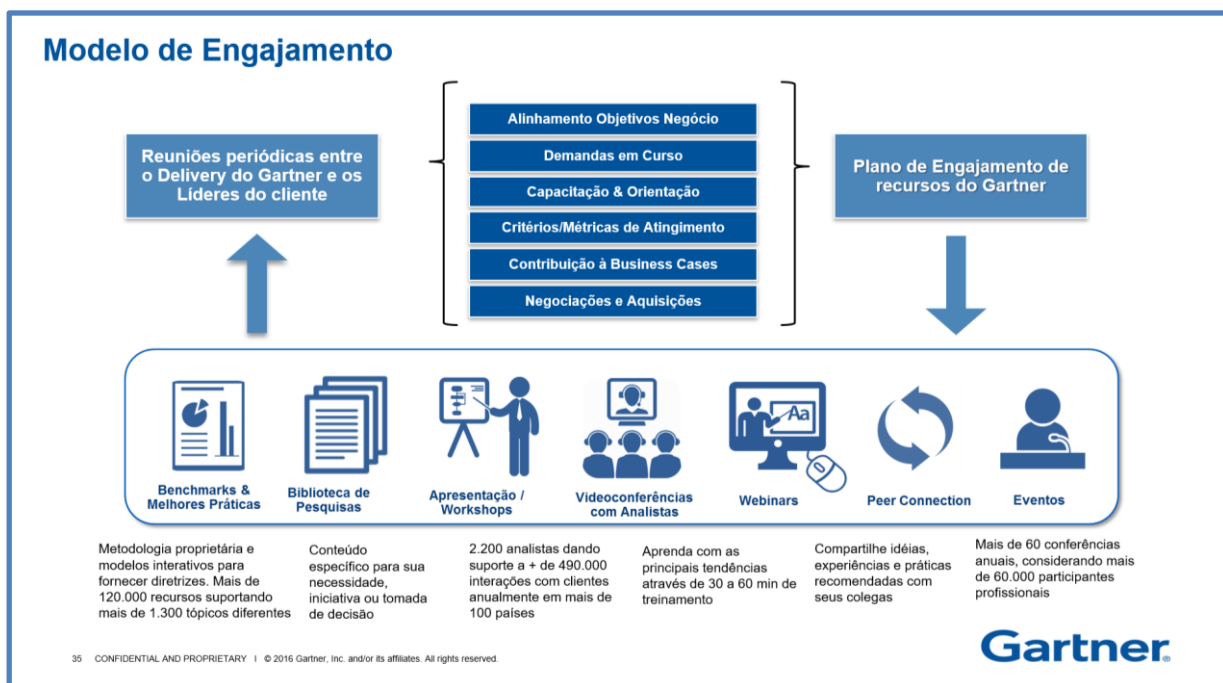 Modelo de Engajamento
Reuniões periódicas entre
o Delivery do Gartner e os
Líderes do cliente
Alinhamento Objetivos Negócio
Demandas em Curso
Capacitação & Orientação
Critérios/Métricas de Atingimento
Contribuição à Business Cases
Negociações e Aquisições
Plano de Engajamento de
recursos do Gartner
Aa
Benchmarks &
Melhores Práticas
Biblioteca de
Pesquisas
Apresentação /
Workshops
Videoconferências
com Analistas
Webinars
Peer Connection
Eventos
Metodologia proprietária e
modelos interativos para
fornecer diretrizes. Mais de
120.000 recursos suportando
mais de 1.300 tópicos diferentes
Conteúdo
específico para sua
necessidade,
iniciativa ou tomada
de decisão
2.200 analistas dando
suporte a + de 490.000
interações com clientes
anualmente em mais de
100 países
Aprenda com as
principais tendências
através de 30 a 60 min de
treinamento
Compartilhe idéias,
experiências e práticas
recomendadas com
seus colegas
Mais de 60 conferências
anuais, considerando mais
de 60.000 participantes
profissionais
35 CONFIDENTIAL AND PROPRIETARY I © 2016 Gartner, Inc. and/or its affiliates. All rights reserved.
Gartner®